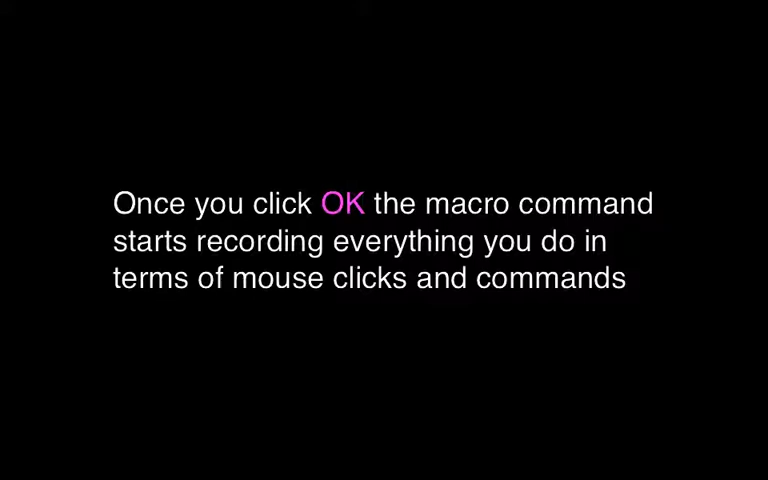 Once you click OK the macro command
starts recording everything you do in
terms of mouse clicks and commands